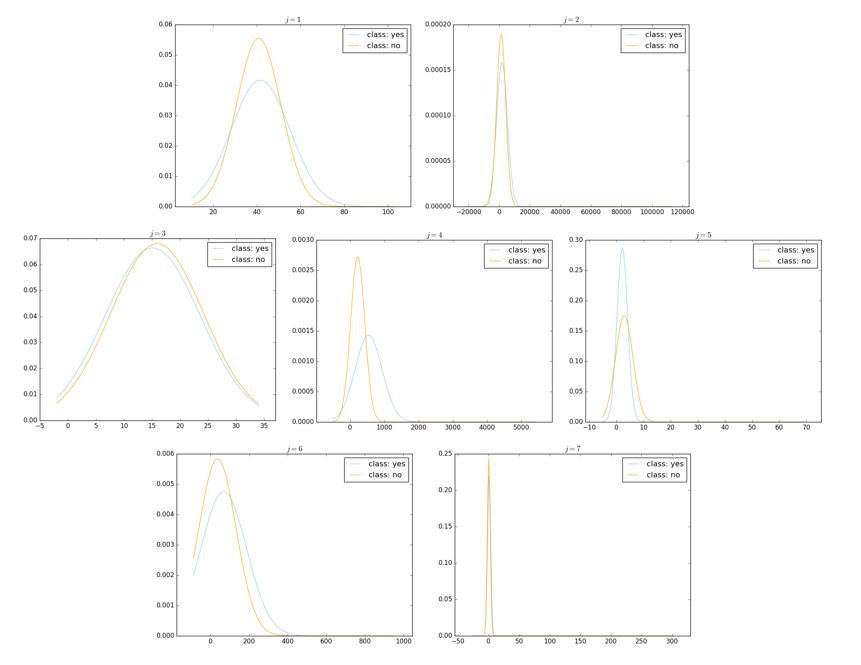 j = 1
0.06
0.05
0.04
0.03
0.02
0.01
0.00
20 40 60 80 100
class: yes
class: no
j = 2
0.00020
0.00015
0.00010
0.00005
0.00000
−20000 0 20000 40000 60000 80000 100000 120000
class: yes
class: no
j = 3
0.07
0.06
0.05
0.04
0.03
0.02
0.01
0.00
−5 0 5 10 15 20 25 30 35
class: yes
class: no
j = 4
0.0030
0.0025
0.0020
0.0015
0.0010
0.0005
0.0000
0 1000 2000 3000 4000 5000
class: yes
class: no
j = 5
0.30
0.25
0.20
0.15
0.10
0.05
0.00
−10 0 10 20 30 40 50 60 70
class: yes
class: no
j = 6
0.006
0.005
0.004
0.003
0.002
0.001
0.000
0 200 400 600 800 1000
class: yes
class: no
j = 7
0.25
0.20
0.15
0.10
0.05
0.00
−50 0 50 100 150 200 250 300
class: yes
class: no